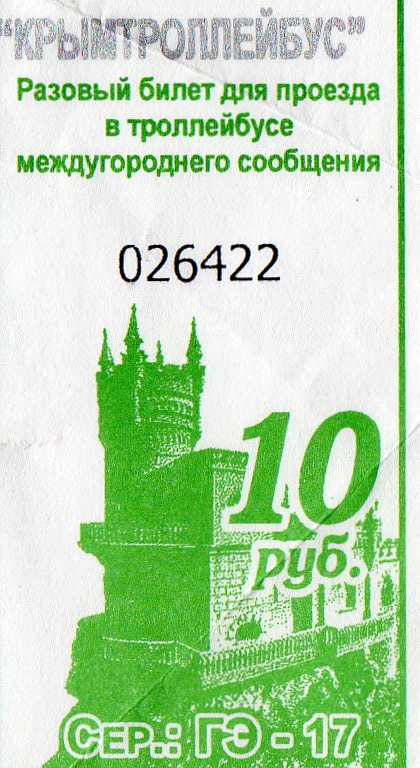 "КРЫМТРОЛЛЕЙБУС"
Разовый билет для проезда
в троллейбусе
междугороднего сообщения
026422
10
руб.
Сер.: ГЭ - 17